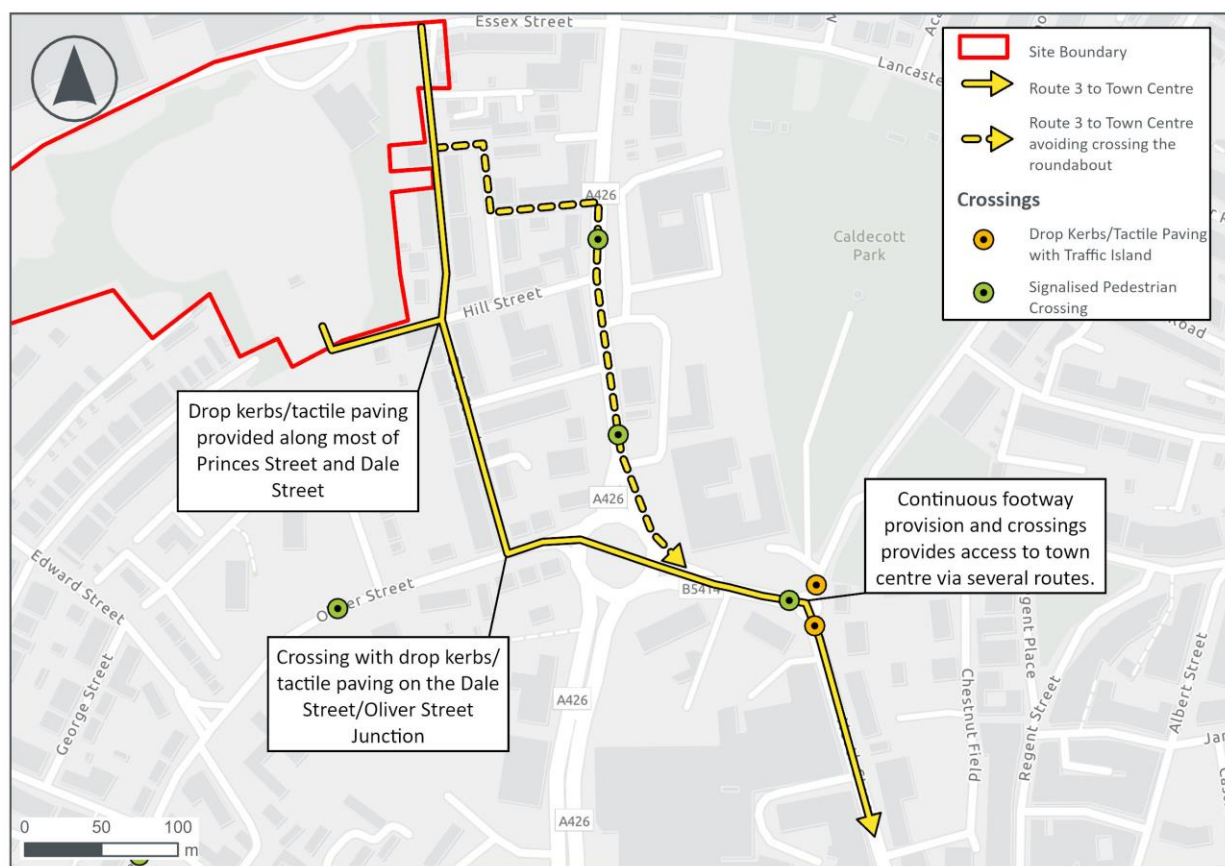 Essex Street
Lancaster
Site Boundary
Route 3 to Town Centre
Route 3 to Town Centre
avoiding crossing the
roundabout
Crossings
Drop Kerbs/Tactile Paving
with Traffic Island
Signalised Pedestrian
Crossing
A426
Caldecott
Park
Hill Street
Road
Drop kerbs/tactile paving
provided along most of
Princes Street and Dale
Street
A426
Continuous footway
provision and crossings
provides access to town
centre via several routes.
Edward Street
Oliver Street
B5414
George Street
Crossing with drop kerbs/
tactile paving on the Dale
Street/Oliver Street
Junction
A426
Chestnut Field
Regent Place
Regent Street
Albert Street
A426
0 50 100
m